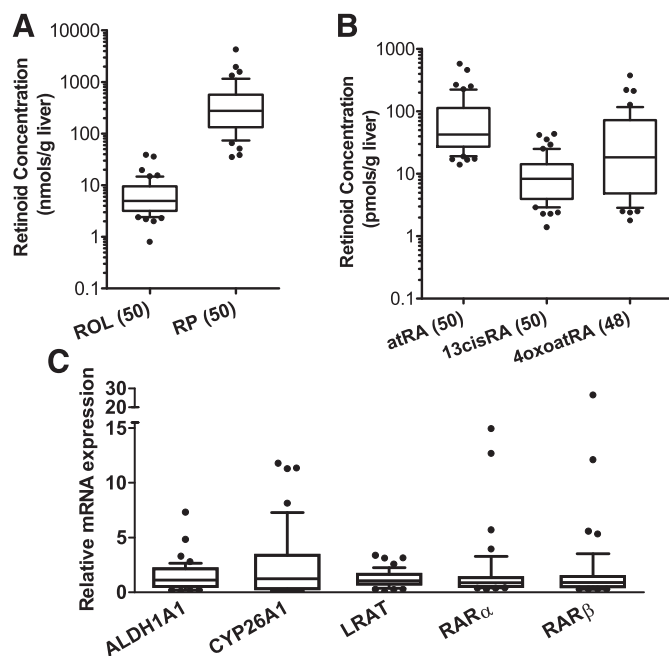 A
Retinoid Concentration
(nmols/g liver)
10000
1000
100
10
1
0.1
ROL (50)
RP (50)
B
Retinoid Concentration
(pmols/g liver)
1000
100
10
1
0.1
atRA (50)
13cisRA (50)
4oxoatRA (48)
C
Relative mRNA expression
30
20
15
10
5
0
ALDH1A1
CYP26A1
LRAT
RARα
RARβ